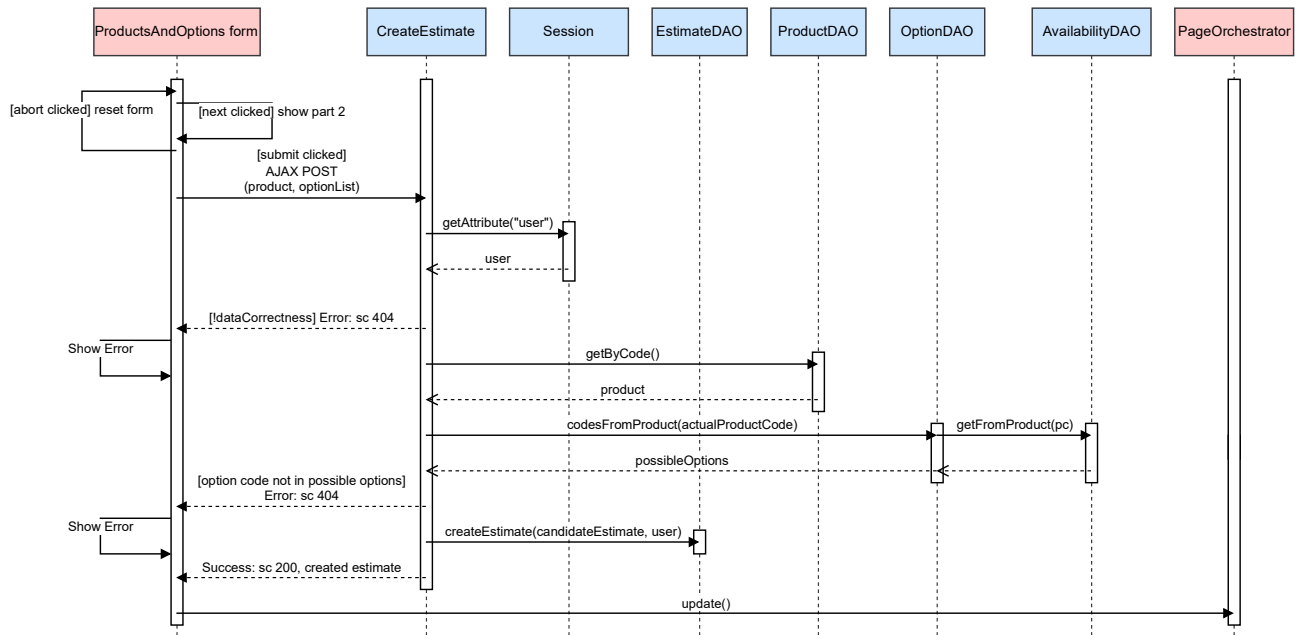 ProductsAndOptions form
CreateEstimate
Session
EstimateDAO
ProductDAO
OptionDAO
AvailabilityDAO
PageOrchestrator
[abort clicked] reset form
[next clicked] show part 2
[submit clicked]
AJAX POST
(product, optionList)
getAttribute("user")
user
[!dataCorrectness] Error: sc 404
Show Error
getByCode()
product
codesFromProduct(actualProductCode)
getFromProduct(pc)
possibleOptions
[option code not in possible options]
Error: sc 404
Show Error
createEstimate(candidateEstimate, user)
Success: sc 200, created estimate
update()